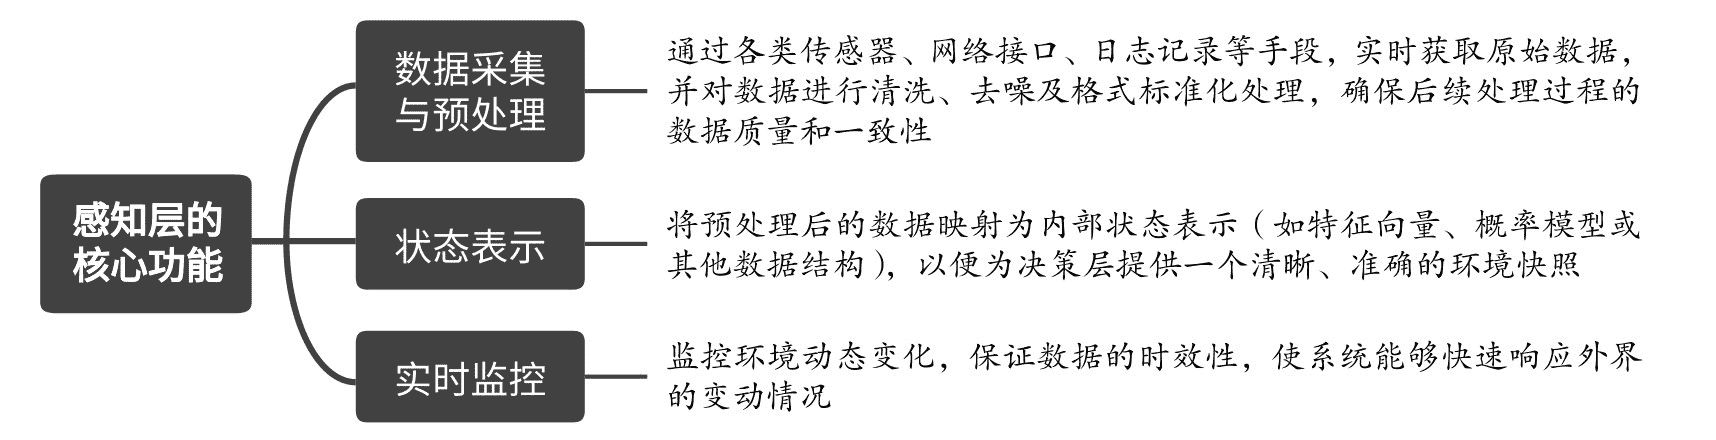 感知层的
核心功能
数据采集
与预处理
通过各类传感器、网络接口、日志记录等手段，实时获取原始数据，
并对数据进行清洗、去噪及格式标准化处理，确保后续处理过程的
数据质量和一致性
状态表示
将预处理后的数据映射为内部状态表示（如特征向量、概率模型或
其他数据结构），以便为决策层提供一个清晰、准确的环境快照
实时监控
监控环境动态变化，保证数据的时效性，使系统能够快速响应外界
的变动情况